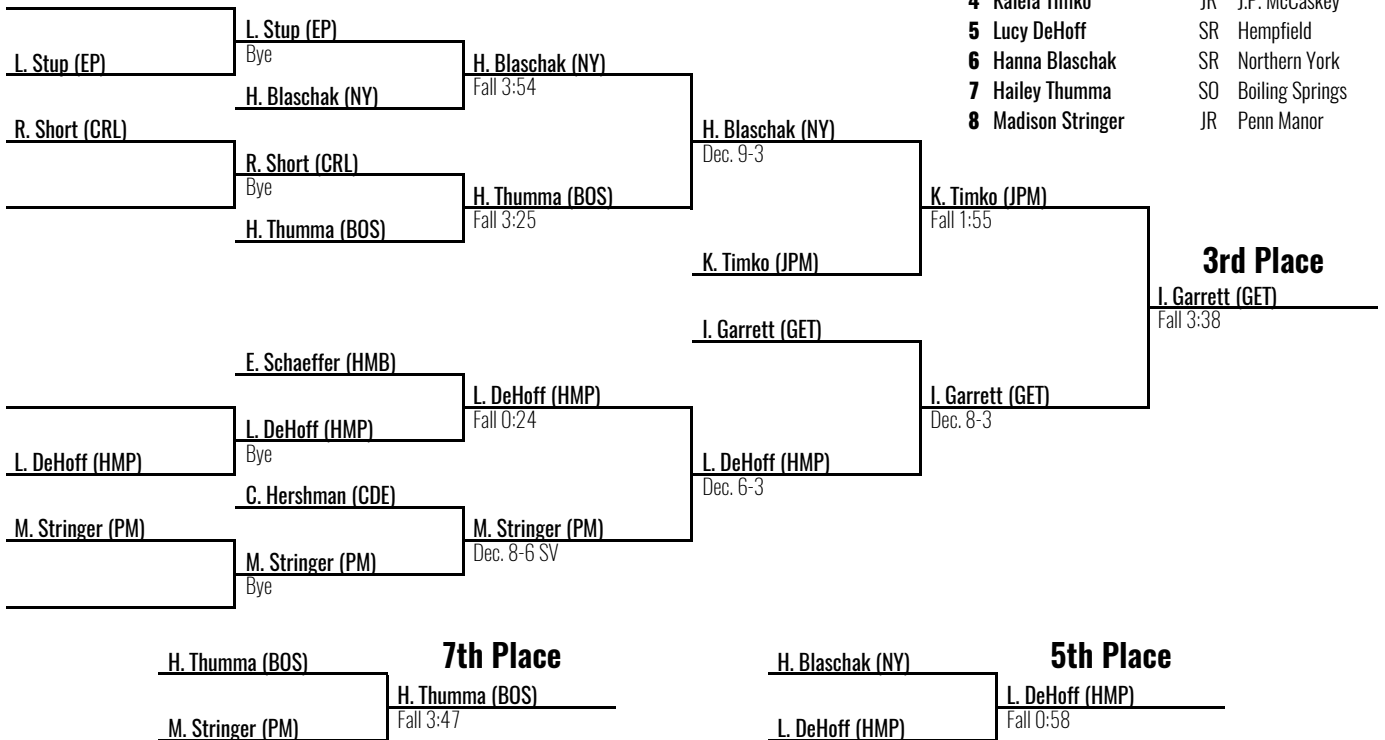 4 Kaleia Timko JR J.P. McCaskey
5 Lucy DeHoff SR Hempfield
6 Hanna Blaschak SR Northern York
7 Hailey Thumma SO Boiling Springs
8 Madison Stringer JR Penn Manor
L. Stup (EP)
L. Stup (EP)
Bye
H. Blaschak (NY)
H. Blaschak (NY)
Fall 3:54
R. Short (CRL)
R. Short (CRL)
Bye
H. Thumma (BOS)
H. Thumma (BOS)
Fall 3:25
H. Blaschak (NY)
Dec. 9-3
K. Timko (JPM)
K. Timko (JPM)
Fall 1:55
3rd Place
I. Garrett (GET)
Fall 3:38
I. Garrett (GET)
I. Garrett (GET)
Dec. 8-3
E. Schaeffer (HMB)
L. DeHoff (HMP)
L. DeHoff (HMP)
Bye
L. DeHoff (HMP)
Fall 0:24
L. DeHoff (HMP)
Dec. 6-3
C. Hershman (CDE)
M. Stringer (PM)
M. Stringer (PM)
Bye
M. Stringer (PM)
Dec. 8-6 SV
7th Place
H. Thumma (BOS)
M. Stringer (PM)
H. Thumma (BOS)
Fall 3:47
5th Place
H. Blaschak (NY)
L. DeHoff (HMP)
L. DeHoff (HMP)
Fall 0:58